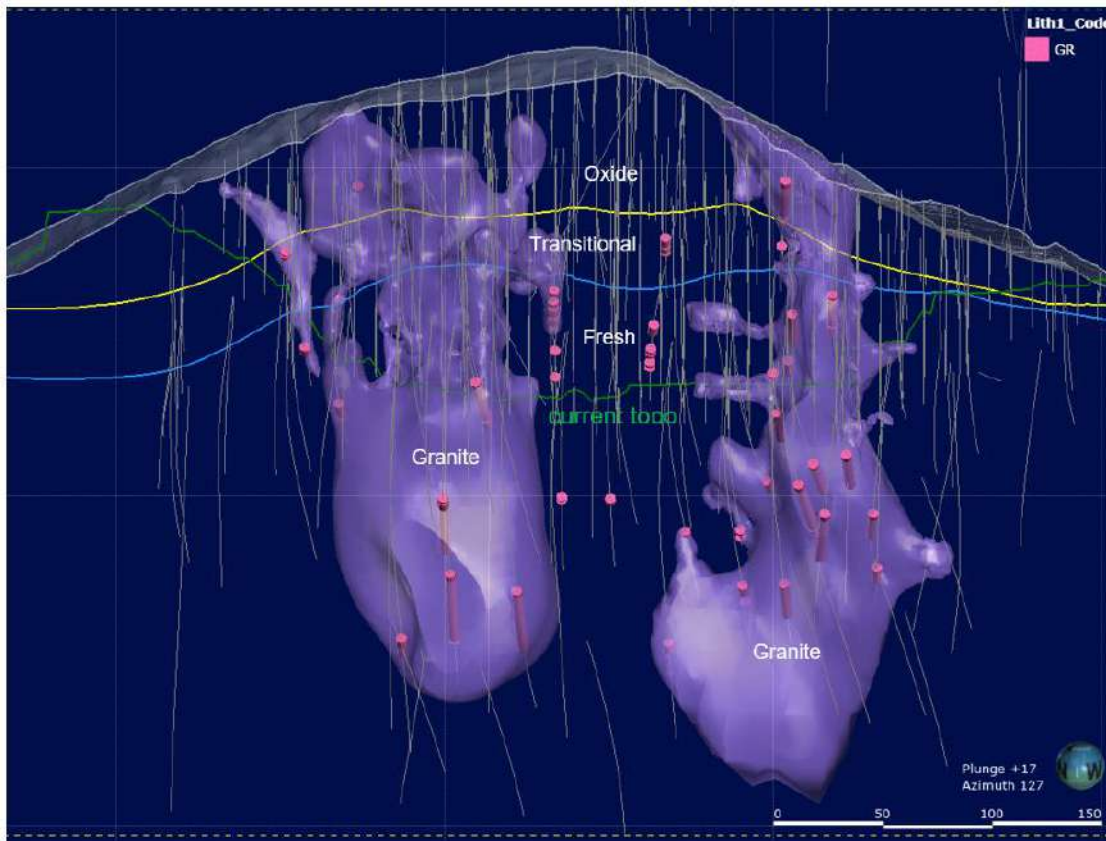 Lith1_Code
GR
Oxide
Transitional
Fresh
current topo
Granite
Granite
Plunge +17
Azimuth 127
0 50 100 150